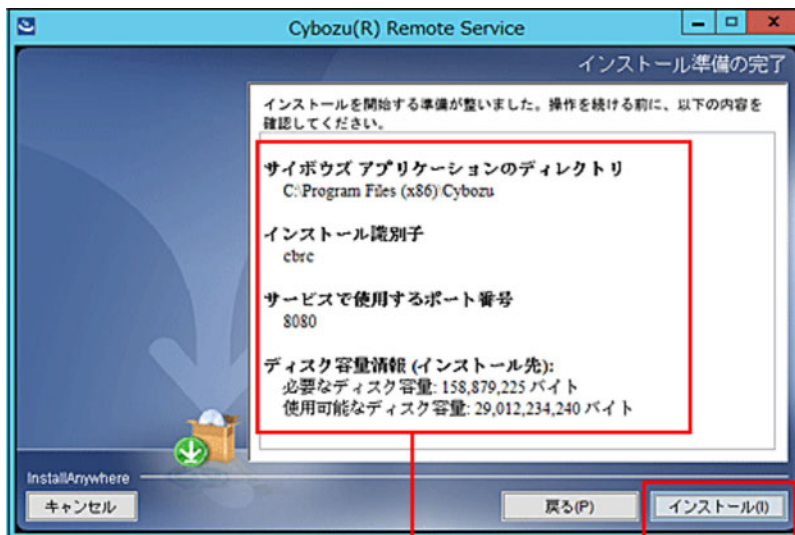 Cybozu(R) Remote Service
インストール準備の完了
インストールを開始する準備が整いました。操作を続ける前に、以下の内容を
確認してください。
サイボウズ アプリケーションのディレクトリ
C:\Program Files (x86)\Cybozu
インストール識別子
cbrc
サービスで使用するポート番号
8080
ディスク容量情報 (インストール先):
必要なディスク容量: 158,879,225 バイト
使用可能なディスク容量: 29,012,234,240 バイト
InstallAnywhere
キャンセル
戻る(P)
インストール(I)